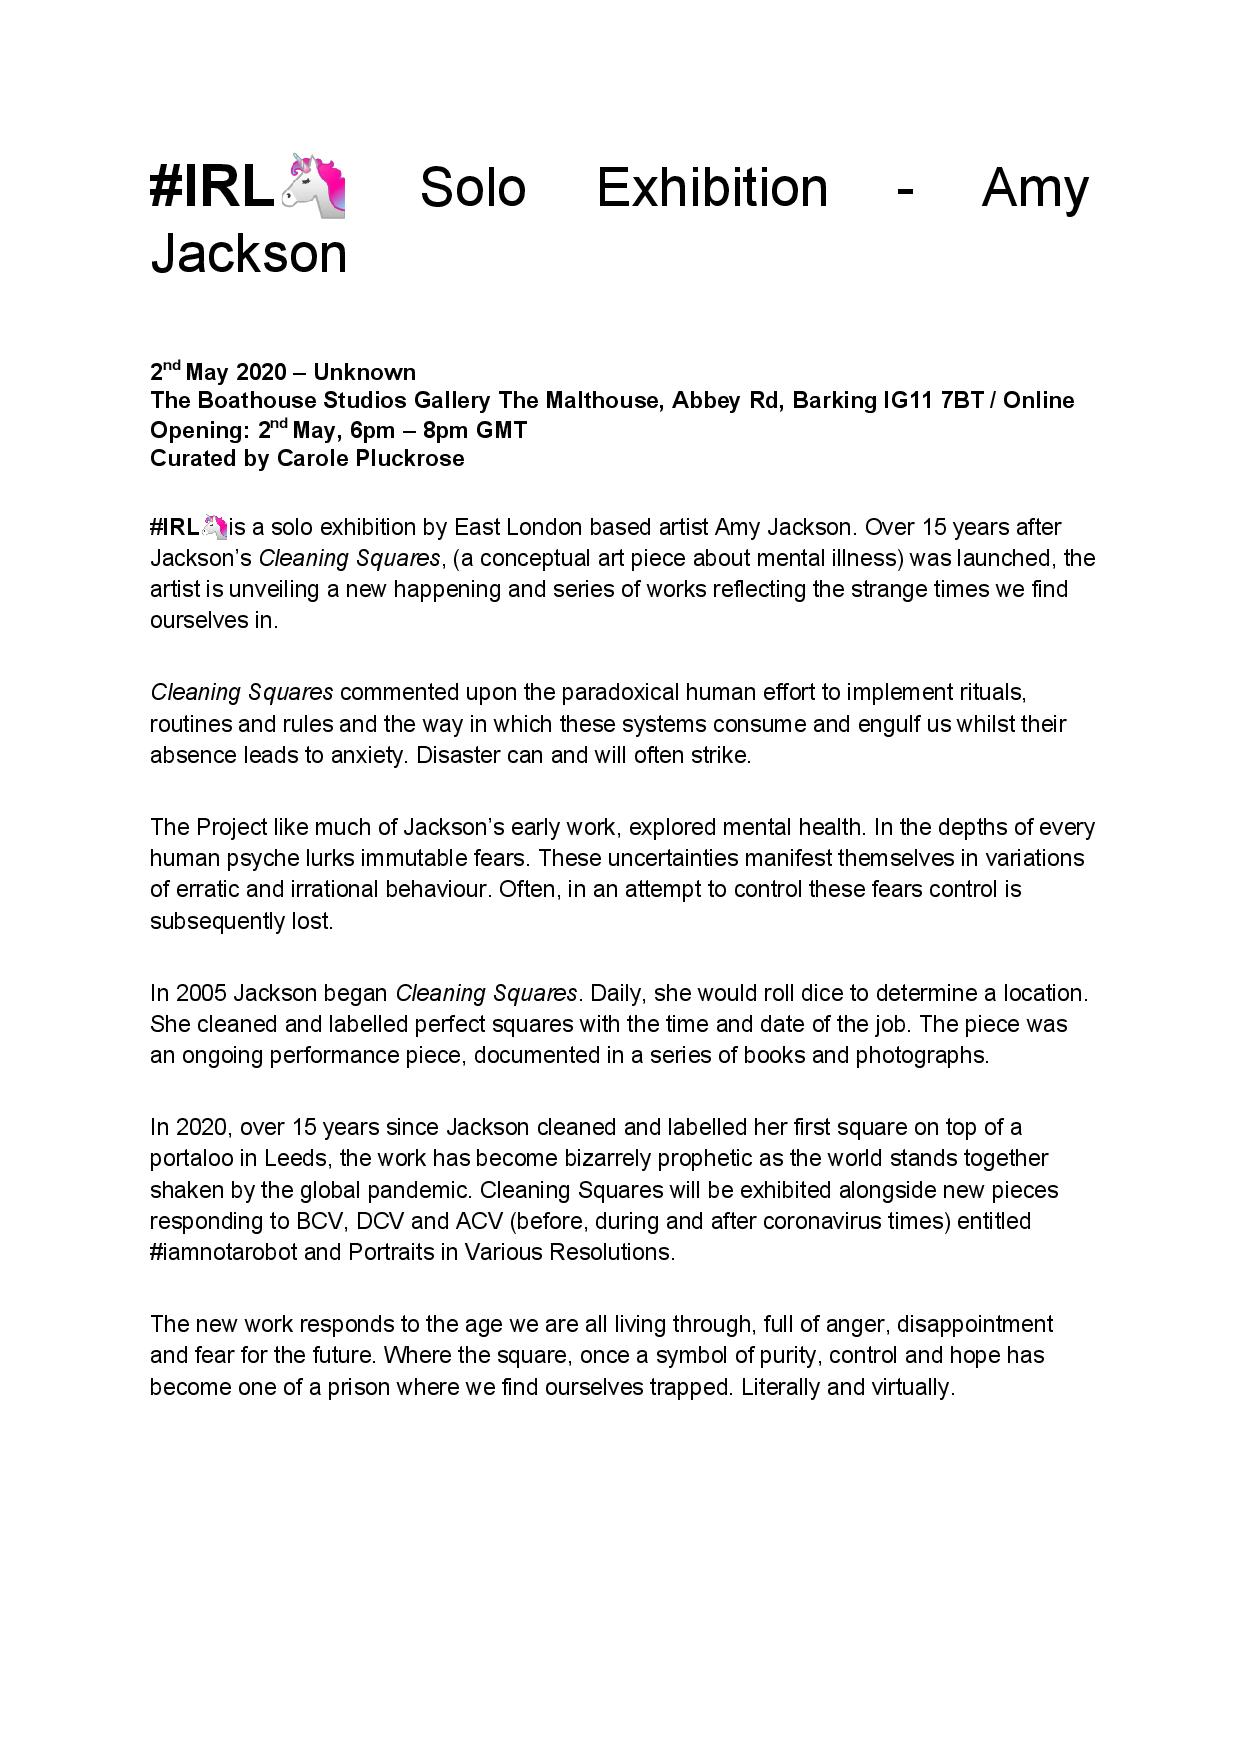 #IRL🦄 Solo Exhibition - Amy
Jackson
2nd May 2020 – Unknown
The Boathouse Studios Gallery The Malthouse, Abbey Rd, Barking IG11 7BT / Online
Opening: 2nd May, 6pm – 8pm GMT
Curated by Carole Pluckrose
#IRL🦄is a solo exhibition by East London based artist Amy Jackson. Over 15 years after
Jackson’s Cleaning Squares, (a conceptual art piece about mental illness) was launched, the
artist is unveiling a new happening and series of works reflecting the strange times we find
ourselves in.
Cleaning Squares commented upon the paradoxical human effort to implement rituals,
routines and rules and the way in which these systems consume and engulf us whilst their
absence leads to anxiety. Disaster can and will often strike.
The Project like much of Jackson’s early work, explored mental health. In the depths of every
human psyche lurks immutable fears. These uncertainties manifest themselves in variations
of erratic and irrational behaviour. Often, in an attempt to control these fears control is
subsequently lost.
In 2005 Jackson began Cleaning Squares. Daily, she would roll dice to determine a location.
She cleaned and labelled perfect squares with the time and date of the job. The piece was
an ongoing performance piece, documented in a series of books and photographs.
In 2020, over 15 years since Jackson cleaned and labelled her first square on top of a
portaloo in Leeds, the work has become bizarrely prophetic as the world stands together
shaken by the global pandemic. Cleaning Squares will be exhibited alongside new pieces
responding to BCV, DCV and ACV (before, during and after coronavirus times) entitled
#iamnotarobot and Portraits in Various Resolutions.
The new work responds to the age we are all living through, full of anger, disappointment
and fear for the future. Where the square, once a symbol of purity, control and hope has
become one of a prison where we find ourselves trapped. Literally and virtually.